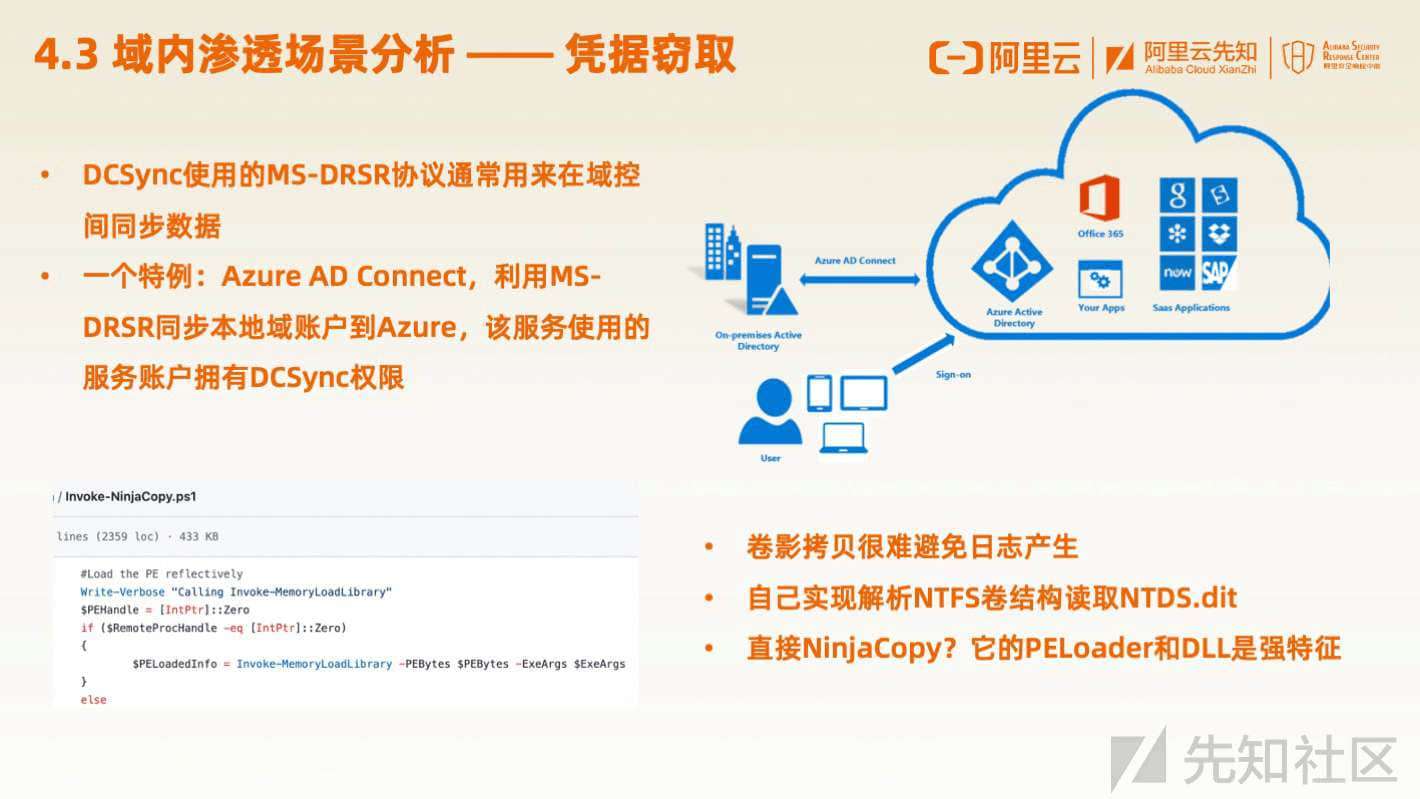 4.3 域内渗透场景分析 —— 凭据窃取
阿里云
阿里云先知
Alibaba Cloud XianZhi
ALIBABA SECURITY
RESPONSE CENTER
• DCSync使用的MS-DRSR协议通常用来在域控
间同步数据
• 一个特例：Azure AD Connect，利用MS-
DRSR同步本地域账户到Azure，该服务使用的
服务账户拥有DCSync权限
Azure AD Connect
On-premises Active
Directory
Azure Active
Directory
Office 365
Your Apps
g
E
now
SAP
Saas Applications
Sign-on
User
/ Invoke-NinjaCopy.ps1
lines (2359 loc) · 433 KB
#Load the PE reflectively
Write-Verbose "Calling Invoke-MemoryLoadLibrary"
$PEHandle = [IntPtr]::Zero
if ($RemoteProcHandle -eq [IntPtr]::Zero)
{
$PELoadedInfo = Invoke-MemoryLoadLibrary -PEBytes $PEBytes -ExeArgs $ExeArgs
}
else
• 卷影拷贝很难避免日志产生
• 自己实现解析NTFS卷结构读取NTDS.dit
• 直接NinjaCopy？它的PELoader和DLL是强特征
先知社区